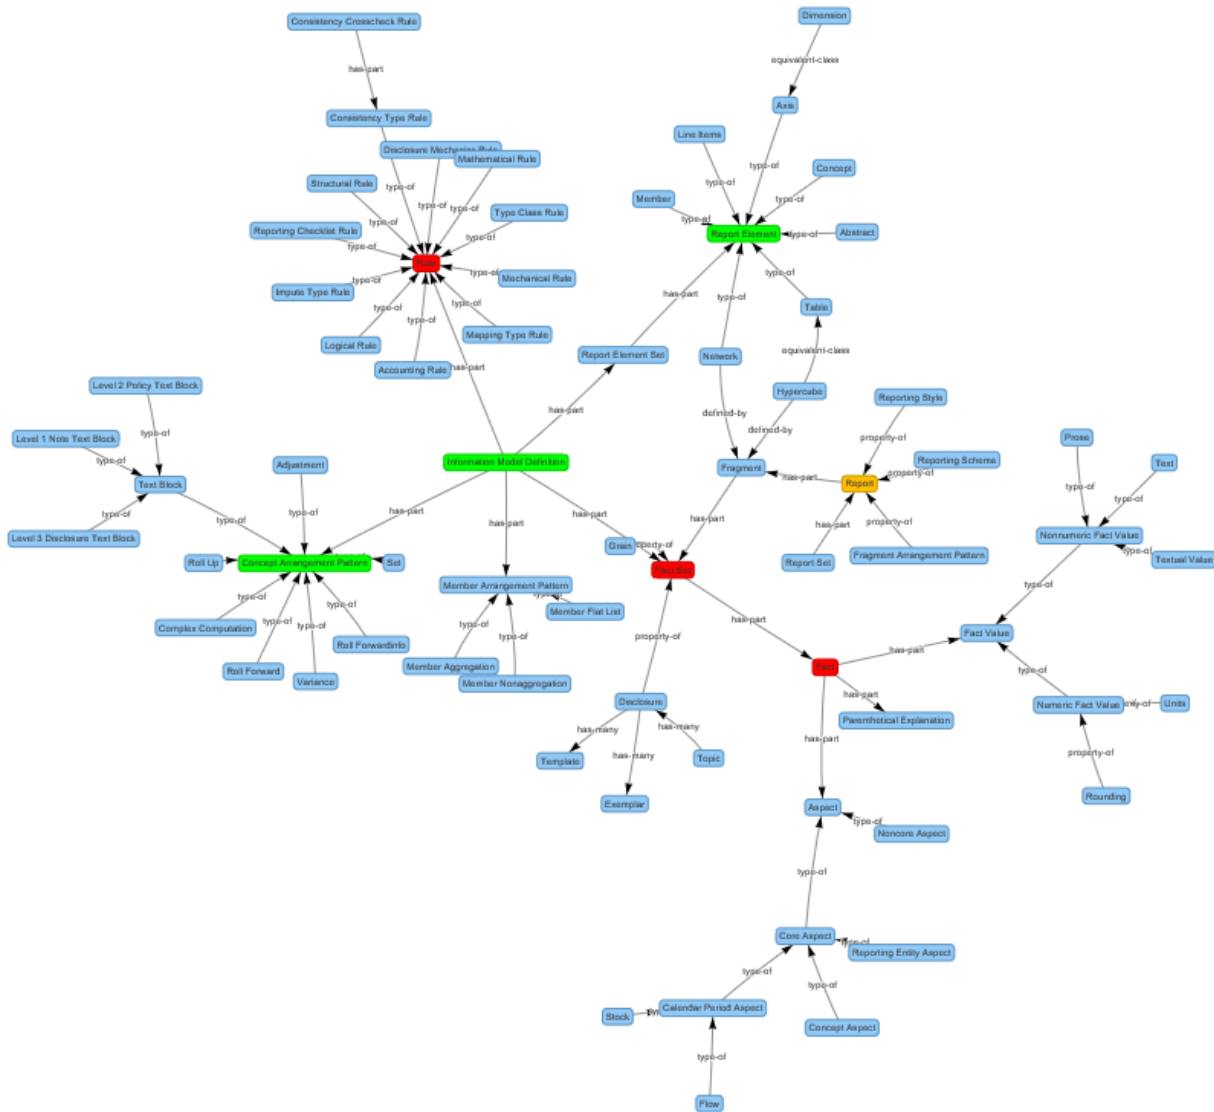 Dimension
Consistency Crosscheck Rule
equivalent-class
has-part
Axis
Consistency Type Rule
Line Items
Disclosure Mechanics Rule
Mathematical Rule
type-of
Concept
Structural Rule
type-of
type-of
type-of
type-of
type-of
Member
Type Class Rule
type-of
type-of
Reporting Checklist Rule
type-of
type-of
Report Element
type-of
Abstract
Rule
type-of
Mechanical Rule
type-of
type-of
Impute Type Rule
has-part
type-of
type-of
Table
type-of
type-of
Mapping Type Rule
Logical Rule
Report Element Set
Network
equivalent-class
Accounting Rule
has-part
Level 2 Policy Text Block
Hypercube
Reporting Style
has-part
defined-by
defined-by
type-of
Level 1 Note Text Block
property-of
Prose
type-of
Adjustment
Information Model Definition
Fragment
Reporting Scheme
Text
property-of
has-part
Report
Text Block
type-of
type-of
type-of
type-of
has-part
has-part
has-part
has-part
has-part
property-of
type-of
Level 3 Disclosure Text Block
Nonnumeric Fact Value
Grain
Fragment Arrangement Pattern
type-of
Textual Value
Roll Up
Concept Arrangement Pattern
Set
Report Set
Fact Set
Member Arrangement Pattern
type-of
type-of
Member Flat List
type-of
type-of
type-of
type-of
Complex Computation
type-of
type-of
has-part
property-of
Fact Value
Roll Forward
Roll Forwardinfo
has-part
Member Aggregation
Fact
type-of
Variance
Member Nonaggregation
has-part
Disclosure
Numeric Fact Value
Units
Parenthetical Explanation
has-many
has-many
has-part
Template
has-many
Topic
property-of
Exemplar
Rounding
Aspect
type-of
Noncore Aspect
type-of
Core Aspect
type-of
Reporting Entity Aspect
type-of
type-of
Stock
Calendar Period Aspect
Concept Aspect
type-of
Flow